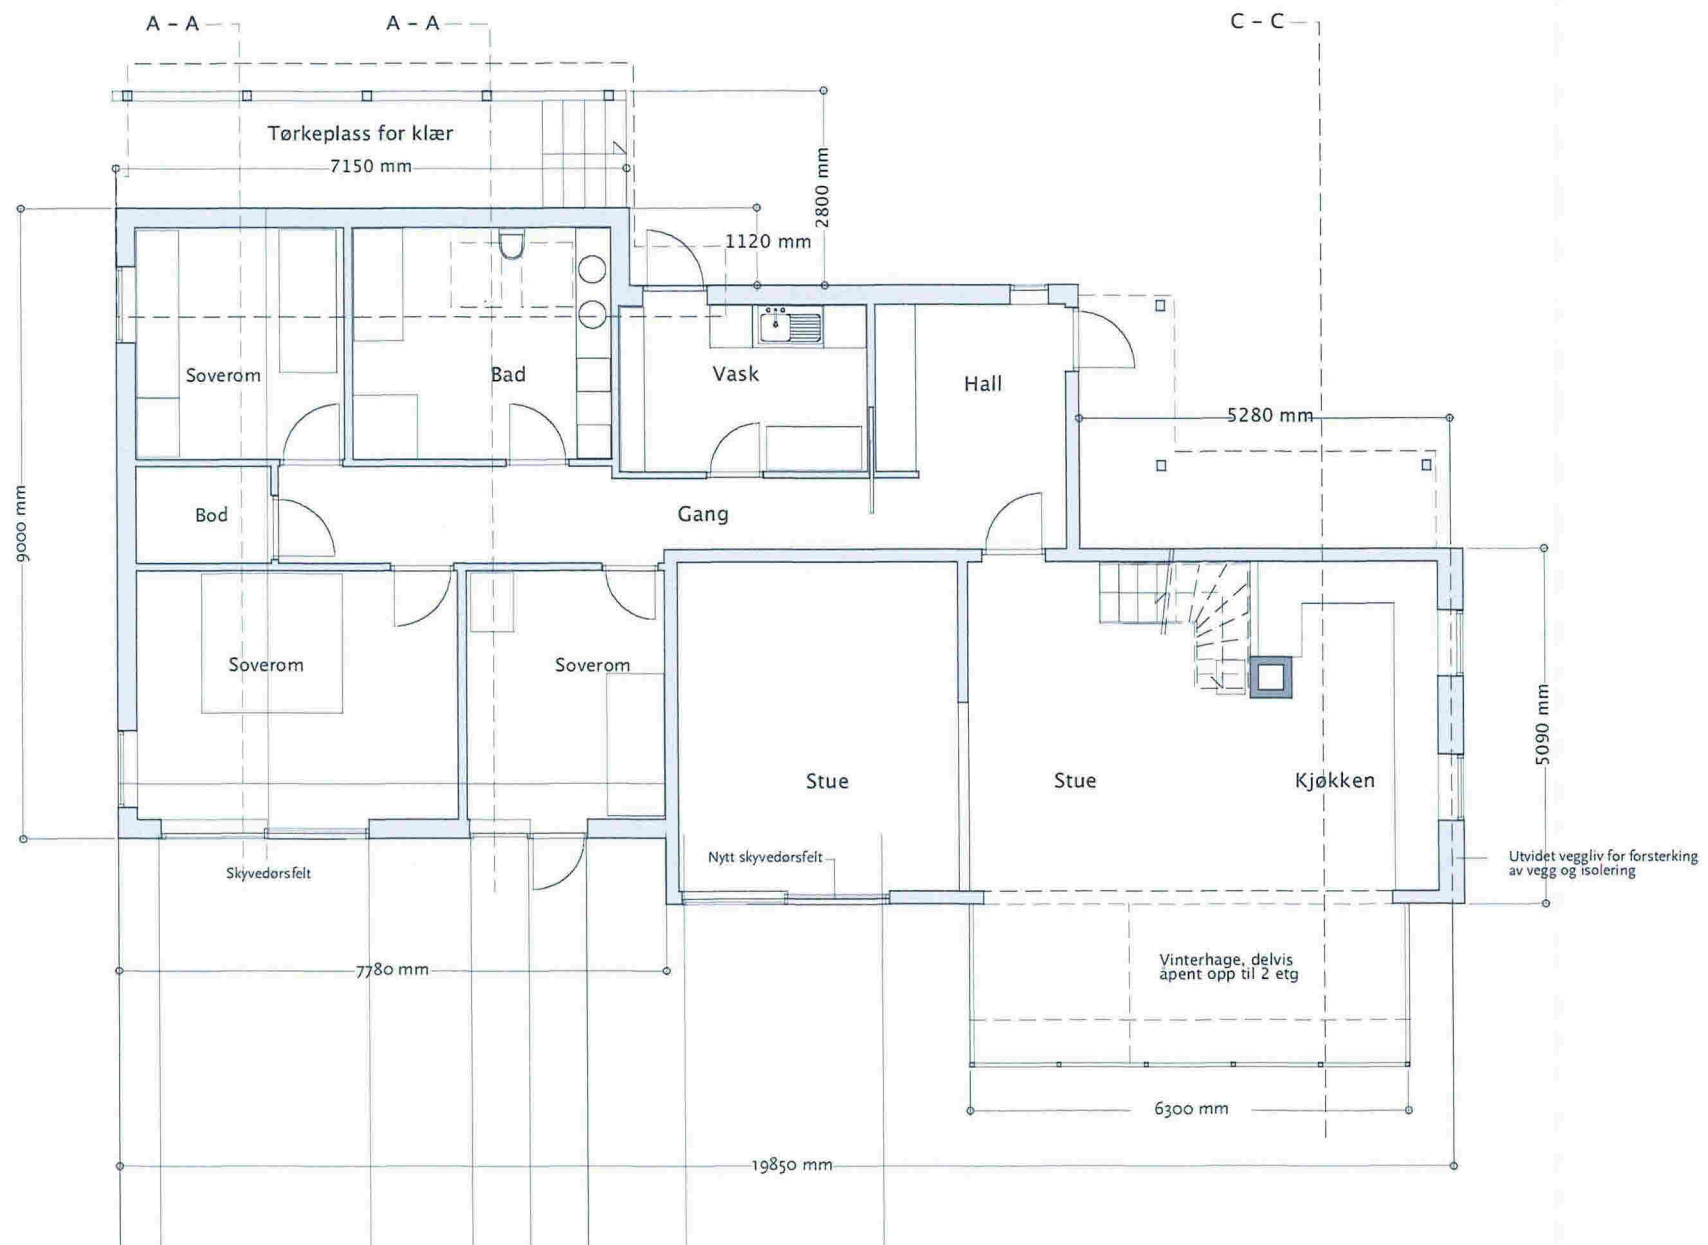 A – A
A – A
C – C
Tørkeplass for klær
7150 mm
2800 mm
1120 mm
Soverom
Bad
Vask
Hall
5280 mm
9000 mm
Bod
Gang
Soverom
Soverom
Stue
Stue
Kjøkken
5090 mm
Skyvedørsfelt
Nytt skyvedørsfelt
Utvidet veggliv for forsterking
av vegg og isolering
7780 mm
Vinterhage, delvis
åpent opp til 2 etg
6300 mm
19850 mm